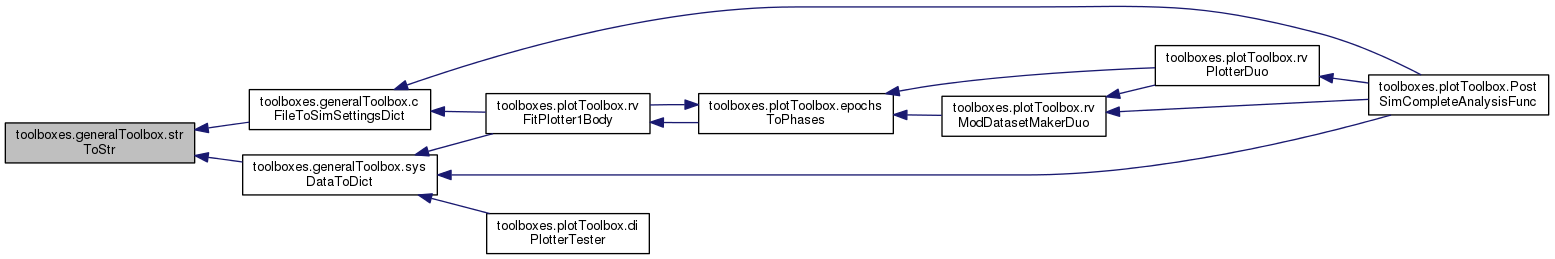 toolboxes.generalToolbox.str
ToStr
toolboxes.generalToolbox.c
FileToSimSettingsDict
toolboxes.generalToolbox.sys
DataToDict
toolboxes.plotToolbox.rv
FitPlotter1Body
toolboxes.plotToolbox.di
PlotterTester
toolboxes.plotToolbox.epochs
ToPhases
toolboxes.plotToolbox.rv
ModDatasetMakerDuo
toolboxes.plotToolbox.rv
PlotterDuo
toolboxes.plotToolbox.Post
SimCompleteAnalysisFunc